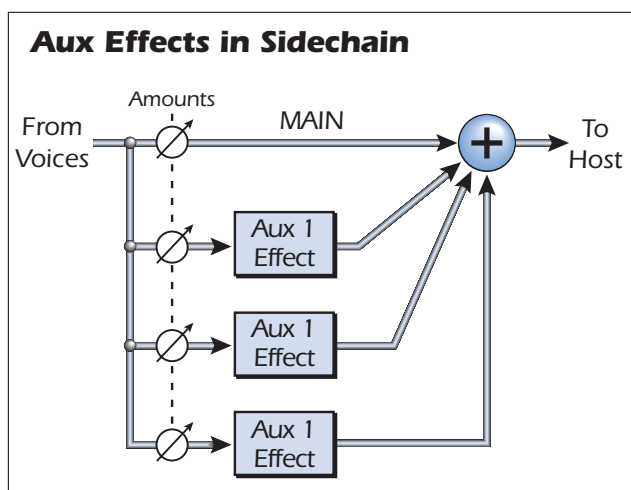 Aux Effects in Sidechain
Amounts
From
Voices
MAIN
+
To
Host
Aux 1
Effect
Aux 1
Effect
Aux 1
Effect